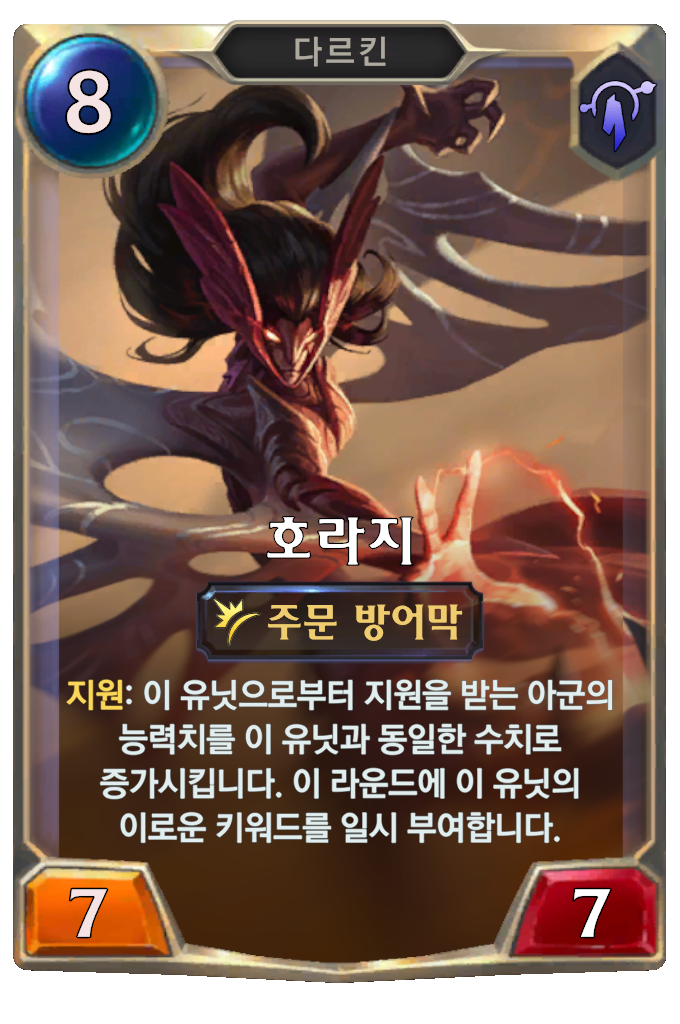 다르킨
8
호라지
주문 방어막
지원: 이 유닛으로부터 지원을 받는 아군의
능력치를 이 유닛과 동일한 수치로
증가시킵니다. 이 라운드에 이 유닛의
이로운 키워드를 일시 부여합니다.
7
7